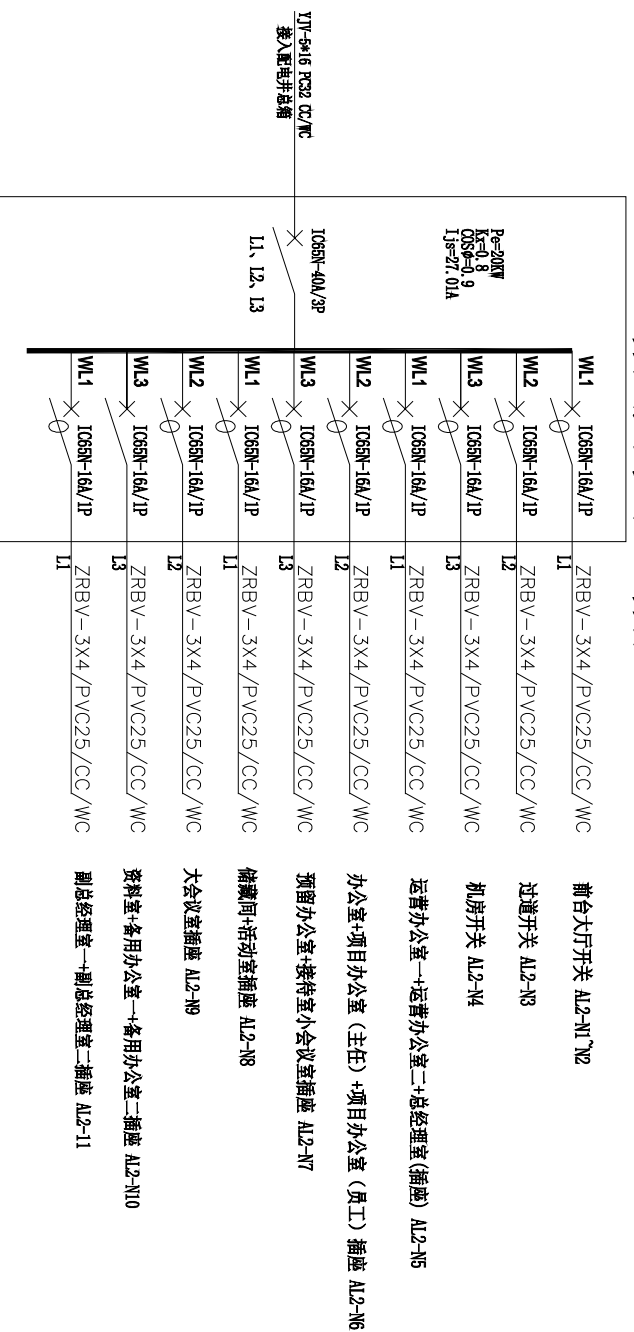 YJV-5*16 PC32 CC/WC
接入配电井总箱
Pe=20KW
Kx=0.8
COSø=0.9
Ijs=27.01A
IC65N-40A/3P
L1、L2、L3
WL1 IC65N-16A/1P L1 ZRBV-3X4/PVC25/CC/WC 前台大厅开关 AL2-N1~N2
WL2 IC65N-16A/1P L2 ZRBV-3X4/PVC25/CC/WC 过道开关 AL2-N3
WL3 IC65N-16A/1P L3 ZRBV-3X4/PVC25/CC/WC 机房开关 AL2-N4
WL1 IC65N-16A/1P L1 ZRBV-3X4/PVC25/CC/WC 运营办公室一+运营办公室二+总经理室(插座) AL2-N5
WL2 IC65N-16A/1P L2 ZRBV-3X4/PVC25/CC/WC 办公室+项目办公室（主任）+项目办公室（员工）插座 AL2-N6
WL3 IC65N-16A/1P L3 ZRBV-3X4/PVC25/CC/WC 预留办公室+接待室小会议室插座 AL2-N7
WL1 IC65N-16A/1P L1 ZRBV-3X4/PVC25/CC/WC 储藏间+活动室插座 AL2-N8
WL2 IC65N-16A/1P L2 ZRBV-3X4/PVC25/CC/WC 大会议室插座 AL2-N9
WL3 IC65N-16A/1P L3 ZRBV-3X4/PVC25/CC/WC 资料室+备用办公室一+备用办公室二插座 AL2-N10
WL1 IC65N-16A/1P L1 ZRBV-3X4/PVC25/CC/WC 副总经理室一+副总经理室二插座 AL2-11